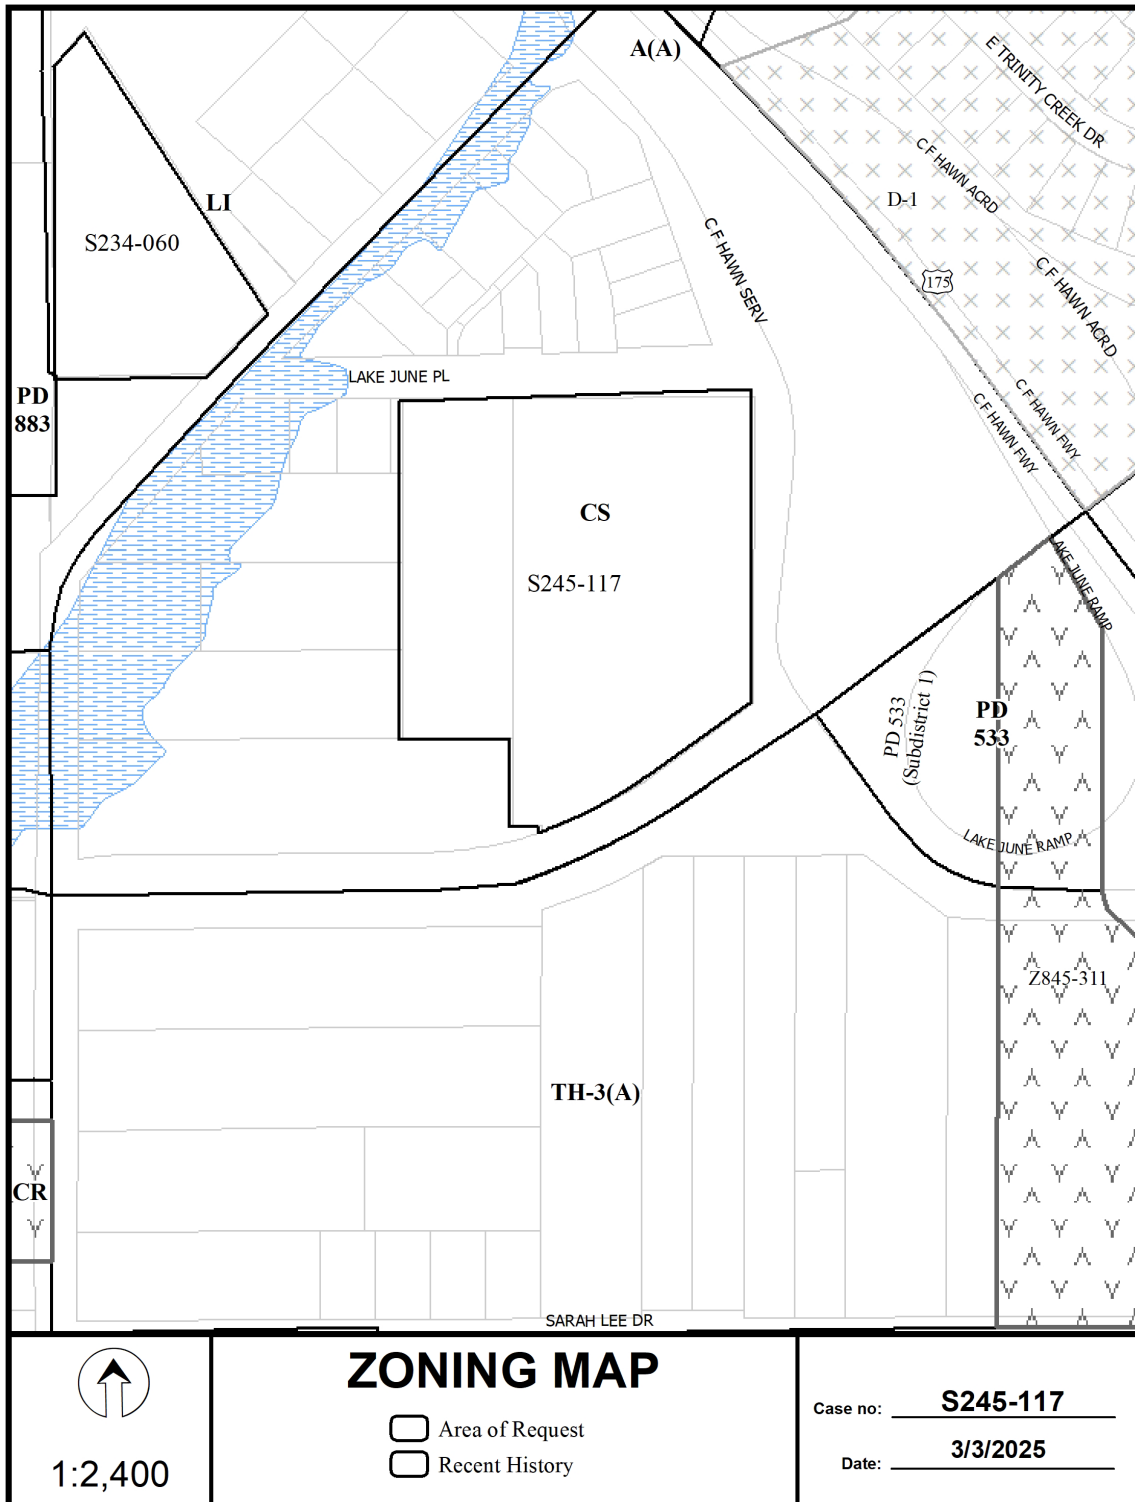 A(A)
E TRINITY CREEK DR
C F HAWN ACRD
D-1
LI
S234-060
C F HAWN SERV
175
C F HAWN ACRD
LAKE JUNE PL
PD
883
C F HAWN FWY
C F HAWN FWY
CS
S245-117
LAKE JUNE RAMP
PD 533
(Subdistrict 1)
PD
533
LAKE JUNE RAMP
Z845-311
TH-3(A)
CR
SARAH LEE DR
1:2,400
ZONING MAP
Area of Request
Recent History
Case no: S245-117
Date: 3/3/2025